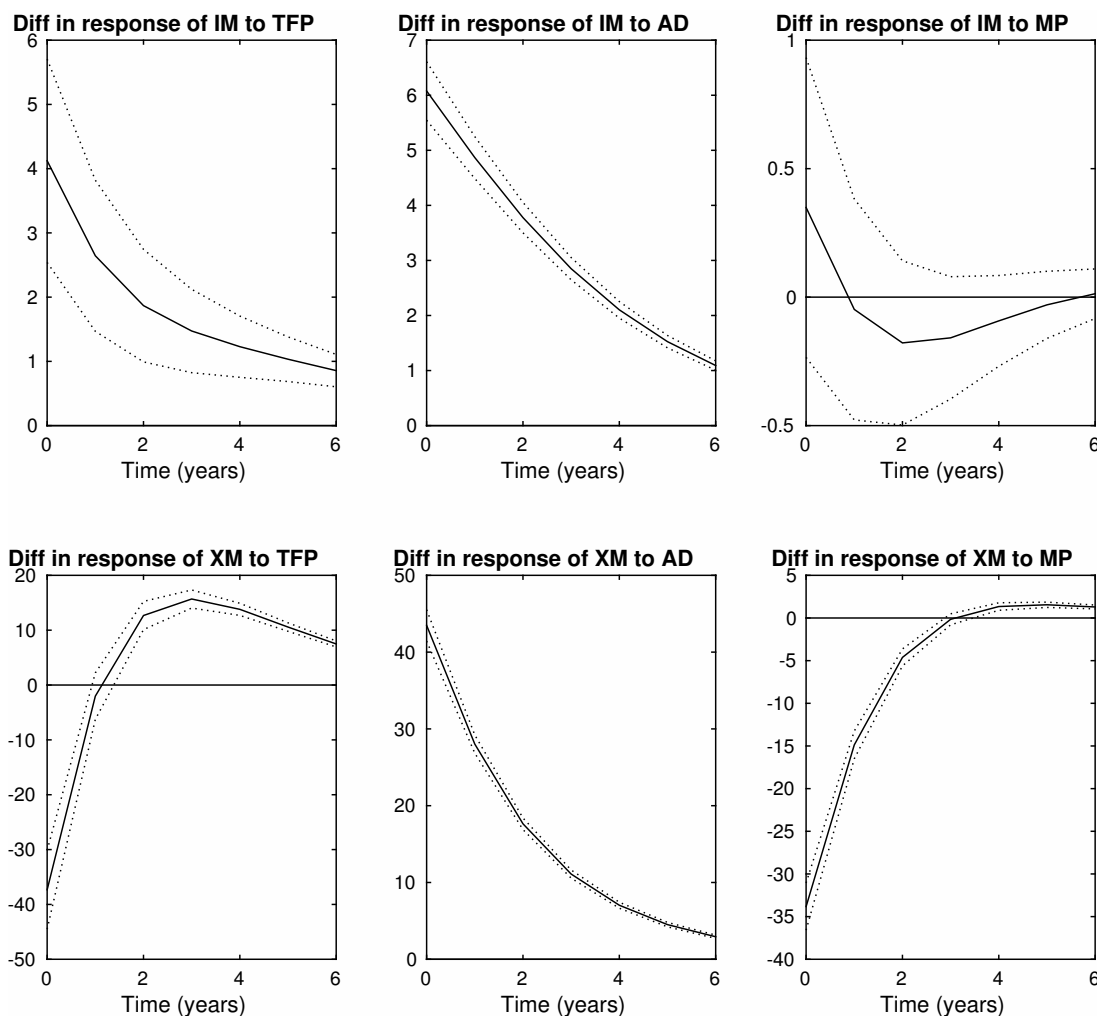 Diff in response of IM to TFP
6
5
4
3
2
1
0
0 2 4 6
Time (years)
Diff in response of IM to AD
7
6
5
4
3
2
1
0
0 2 4 6
Time (years)
Diff in response of IM to MP
1
0.5
0
-0.5
0 2 4 6
Time (years)
Diff in response of XM to TFP
20
10
0
-10
-20
-30
-40
-50
0 2 4 6
Time (years)
Diff in response of XM to AD
50
40
30
20
10
0
0 2 4 6
Time (years)
Diff in response of XM to MP
5
0
-5
-10
-15
-20
-25
-30
-35
-40
0 2 4 6
Time (years)